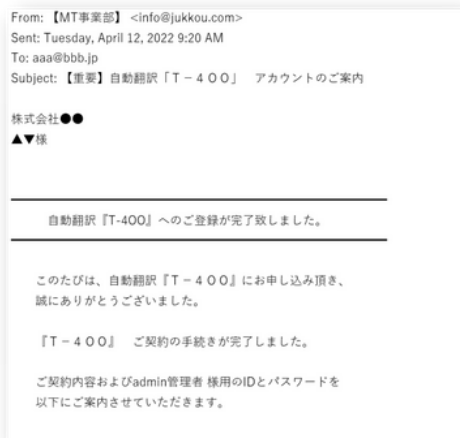 From: 【MT事業部】 <info@jukkou.com>
Sent: Tuesday, April 12, 2022 9:20 AM
To: aaa@bbb.jp
Subject: 【重要】自動翻訳「T－４００」　アカウントのご案内
株式会社●●
▲▼様
自動翻訳『T-4OO』へのご登録が完了致しました。
このたびは、自動翻訳『T－４００』にお申し込み頂き、
誠にありがとうございました。
『T－４００』　ご契約の手続きが完了しました。
ご契約内容およびadmin管理者 様用のIDとパスワードを
以下にご案内させていただきます。